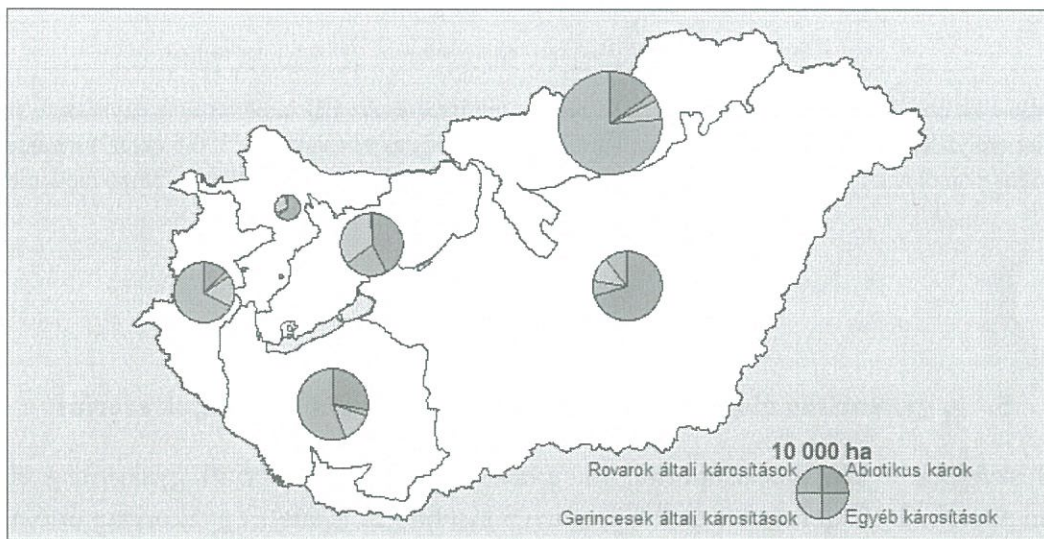 10 000 ha
Rovarok általi károsítások Abiotikus károk
Gerincesek általi károsítások Egyéb károsítások